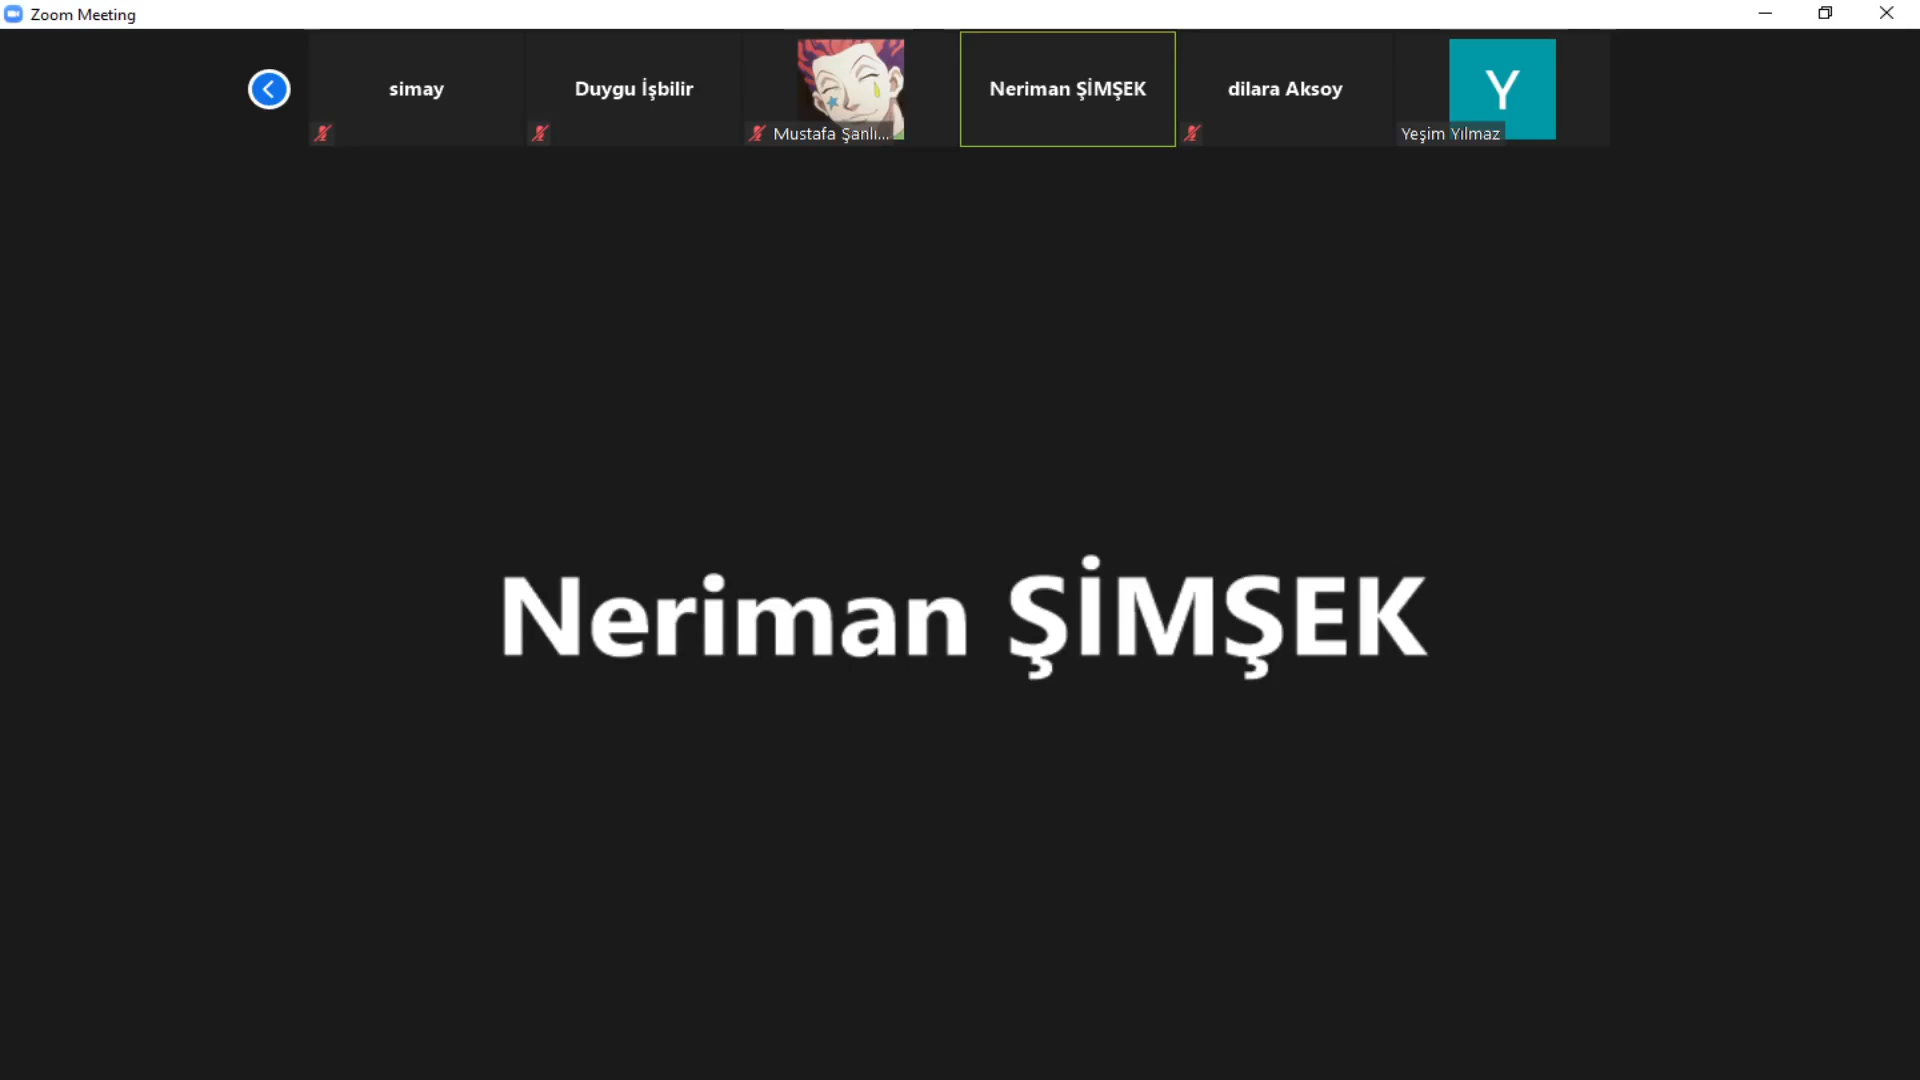 Zoom Meeting
simay
Duygu İşbilir
Mustafa Şanlı...
Neriman ŞİMŞEK
dilara Aksoy
Y
Yeşim Yılmaz
Neriman ŞİMŞEK